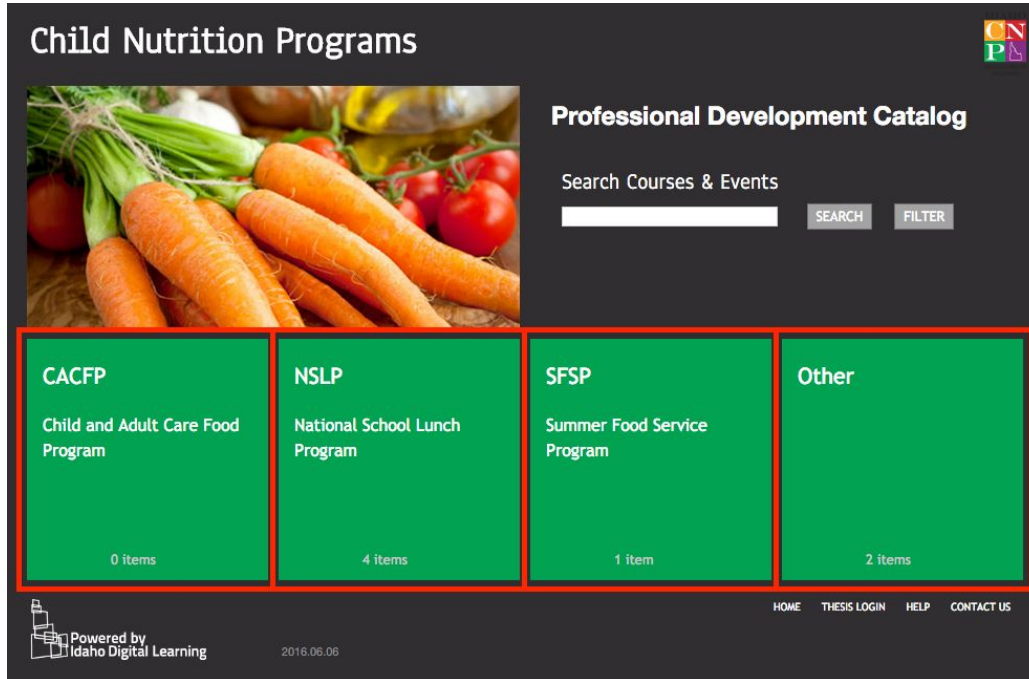 Child Nutrition Programs
CN
P
Professional Development Catalog
Search Courses & Events
SEARCH
FILTER
CACFP
Child and Adult Care Food
Program
0 items
NSLP
National School Lunch
Program
4 items
SFSP
Summer Food Service
Program
1 item
Other
2 items
HOME
THESIS LOGIN
HELP
CONTACT US
Powered by
Idaho Digital Learning
2016.06.06